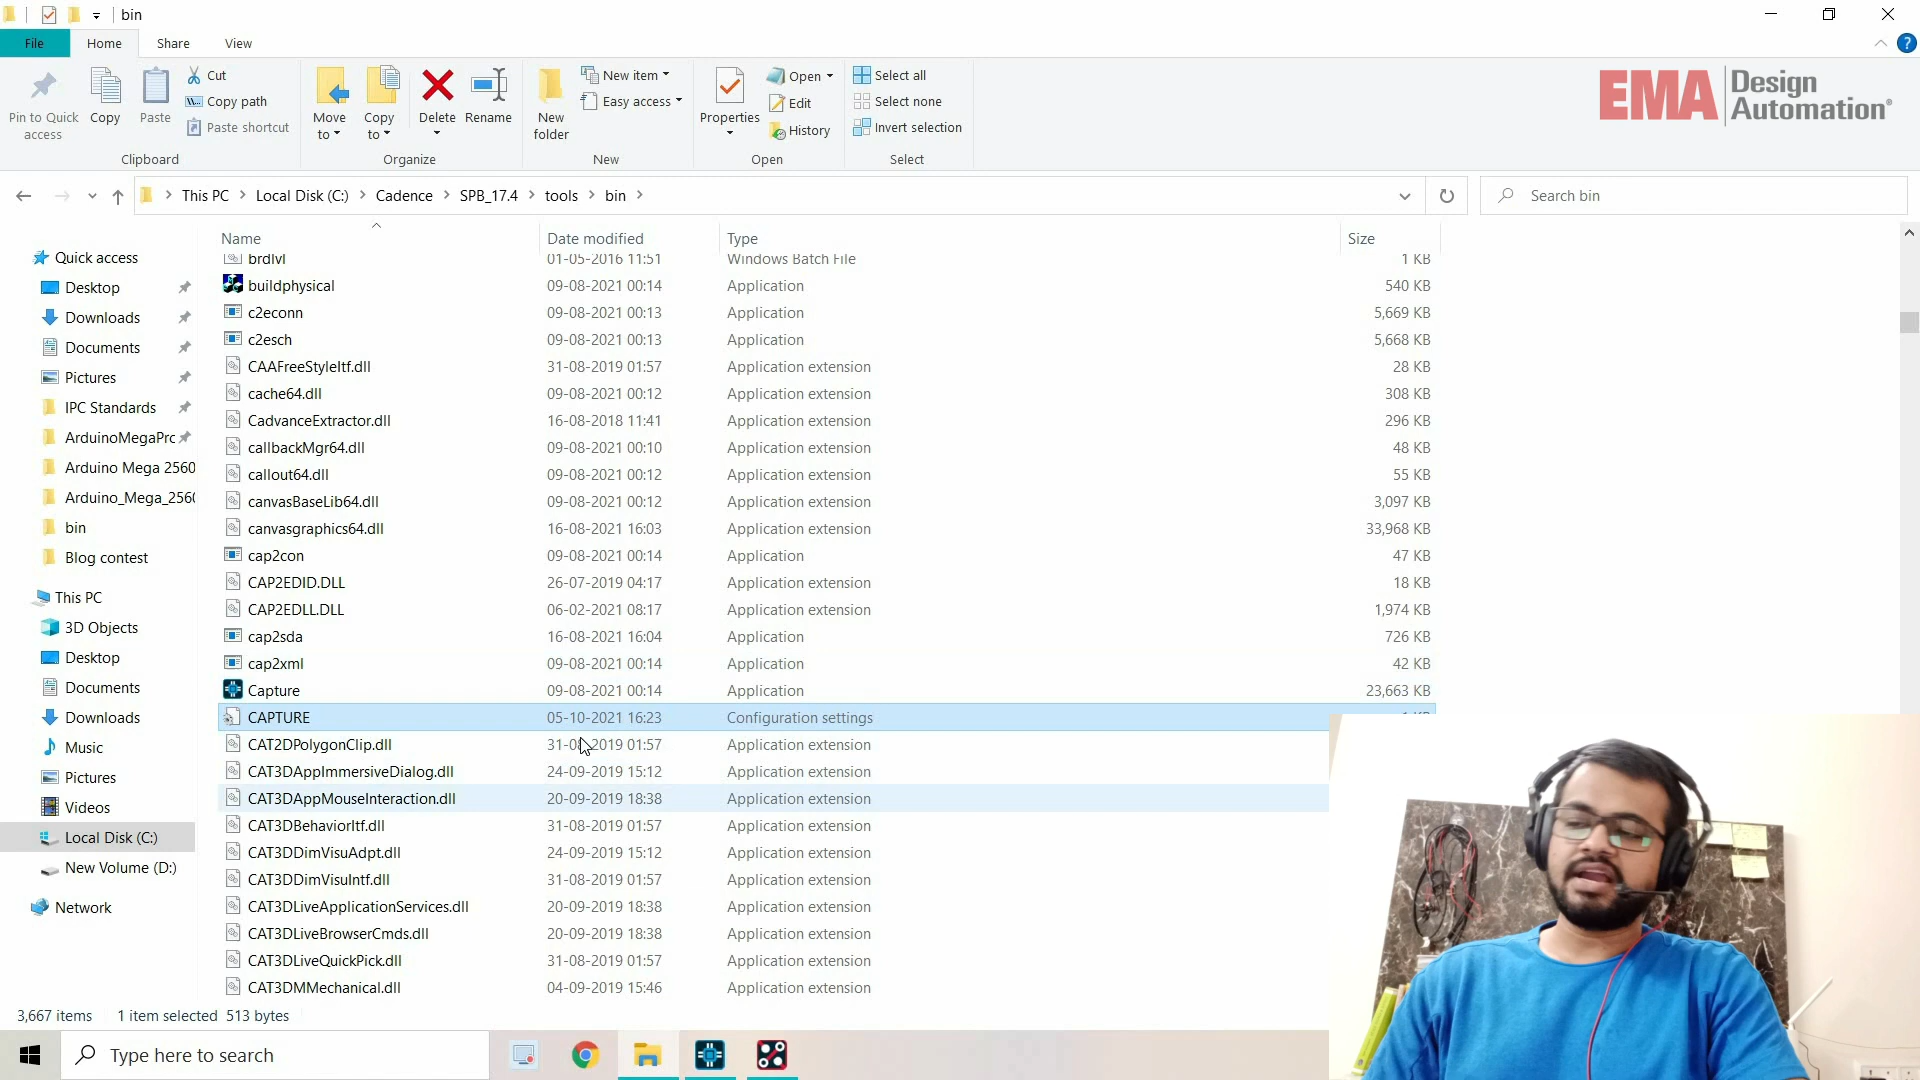 bin
File Home Share View
Pin to Quick access
Copy
Paste
Cut
Copy path
Paste shortcut
Clipboard
Move to
Copy to
Delete
Rename
Organize
New folder
New item
Easy access
New
Properties
Open
Edit
History
Open
Select all
Select none
Invert selection
Select
EMA Design Automation®
This PC > Local Disk (C:) > Cadence > SPB_17.4 > tools > bin >
Search bin
Name Date modified Type Size
brdlvl 01-05-2016 11:51 Windows Batch File 1 KB
buildphysical 09-08-2021 00:14 Application 540 KB
c2econn 09-08-2021 00:13 Application 5,669 KB
c2esch 09-08-2021 00:13 Application 5,668 KB
CAAFreeStyleItf.dll 31-08-2019 01:57 Application extension 28 KB
cache64.dll 09-08-2021 00:12 Application extension 308 KB
CadvanceExtractor.dll 16-08-2018 11:41 Application extension 296 KB
callbackMgr64.dll 09-08-2021 00:10 Application extension 48 KB
callout64.dll 09-08-2021 00:12 Application extension 55 KB
canvasBaseLib64.dll 09-08-2021 00:12 Application extension 3,097 KB
canvasgraphics64.dll 16-08-2021 16:03 Application extension 33,968 KB
cap2con 09-08-2021 00:14 Application 47 KB
CAP2EDID.DLL 26-07-2019 04:17 Application extension 18 KB
CAP2EDLL.DLL 06-02-2021 08:17 Application extension 1,974 KB
cap2sda 16-08-2021 16:04 Application 726 KB
cap2xml 09-08-2021 00:14 Application 42 KB
Capture 09-08-2021 00:14 Application 23,663 KB
CAPTURE 05-10-2021 16:23 Configuration settings
CAT2DPolygonClip.dll 31-08-2019 01:57 Application extension
CAT3DAppImmersiveDialog.dll 24-09-2019 15:12 Application extension
CAT3DAppMouseInteraction.dll 20-09-2019 18:38 Application extension
CAT3DBehaviorItf.dll 31-08-2019 01:57 Application extension
CAT3DDimVisuAdpt.dll 24-09-2019 15:12 Application extension
CAT3DDimVisuIntf.dll 31-08-2019 01:57 Application extension
CAT3DLiveApplicationServices.dll 20-09-2019 18:38 Application extension
CAT3DLiveBrowserCmds.dll 20-09-2019 18:38 Application extension
CAT3DLiveQuickPick.dll 31-08-2019 01:57 Application extension
CAT3DMMechanical.dll 04-09-2019 15:46 Application extension
Quick access
Desktop
Downloads
Documents
Pictures
IPC Standards
ArduinoMegaPro
Arduino Mega 2560
Arduino_Mega_2560
bin
Blog contest
This PC
3D Objects
Desktop
Documents
Downloads
Music
Pictures
Videos
Local Disk (C:)
New Volume (D:)
Network
3,667 items 1 item selected 513 bytes
Type here to search